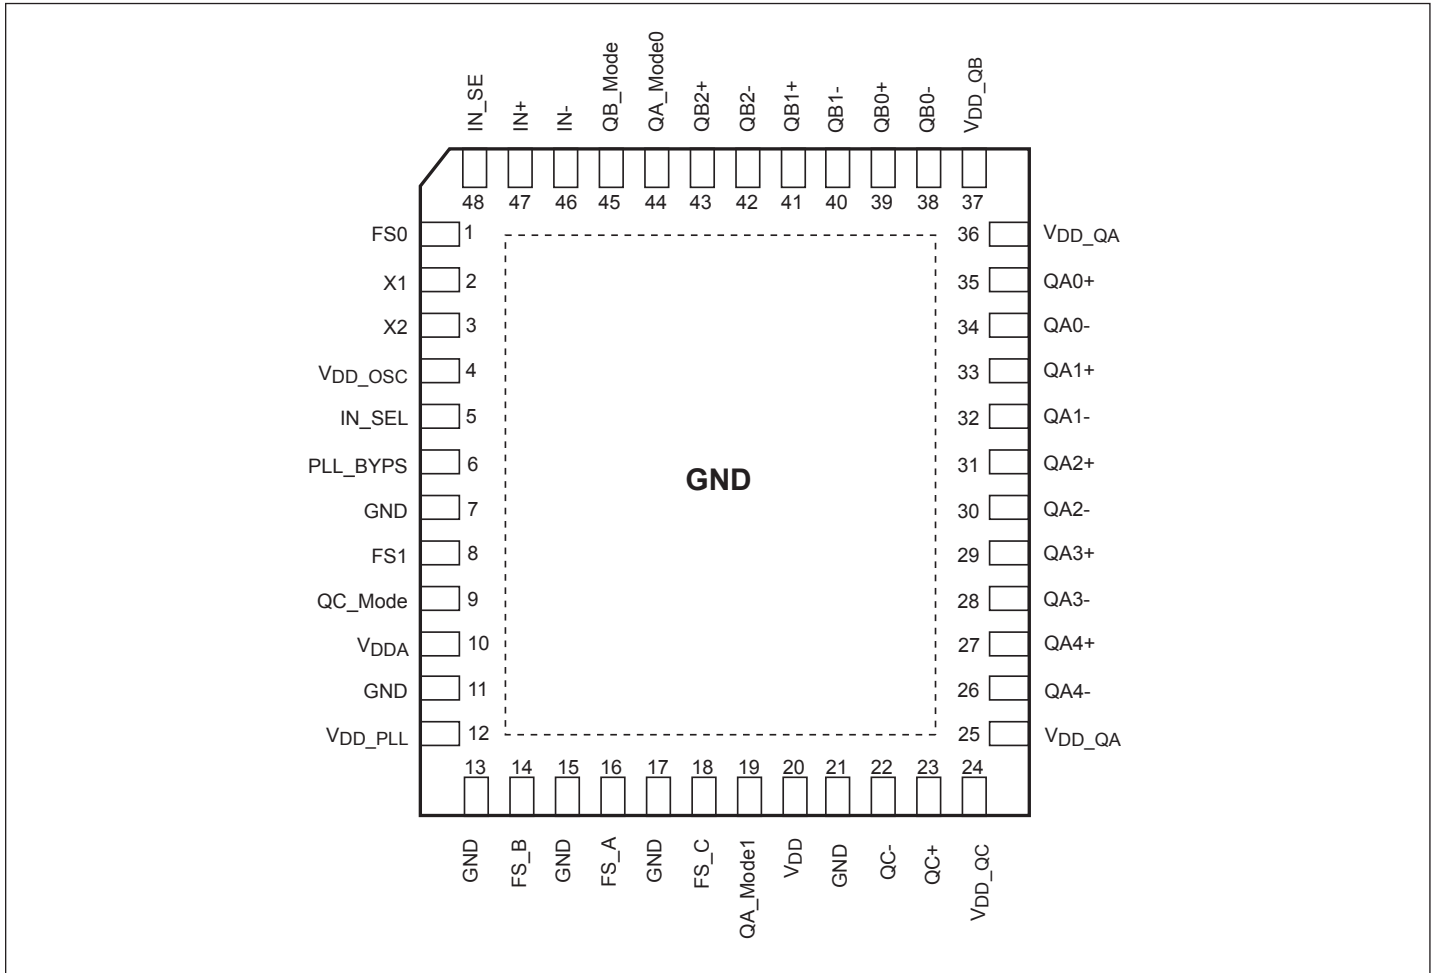 IN_SE
IN+
IN-
QB_Mode
QA_Mode0
QB2+
QB2-
QB1+
QB1-
QB0+
QB0-
VDD_QB
48 47 46 45 44 43 42 41 40 39 38 37
FS0 1
X1 2
X2 3
VDD_OSC 4
IN_SEL 5
PLL_BYPS 6
GND 7
FS1 8
QC_Mode 9
VDDA 10
GND 11
VDD_PLL 12
GND
36 VDD_QA
35 QA0+
34 QA0-
33 QA1+
32 QA1-
31 QA2+
30 QA2-
29 QA3+
28 QA3-
27 QA4+
26 QA4-
25 VDD_QA
13 14 15 16 17 18 19 20 21 22 23 24
GND
FS_B
GND
FS_A
GND
FS_C
QA_Mode1
VDD
GND
QC-
QC+
VDD_QC